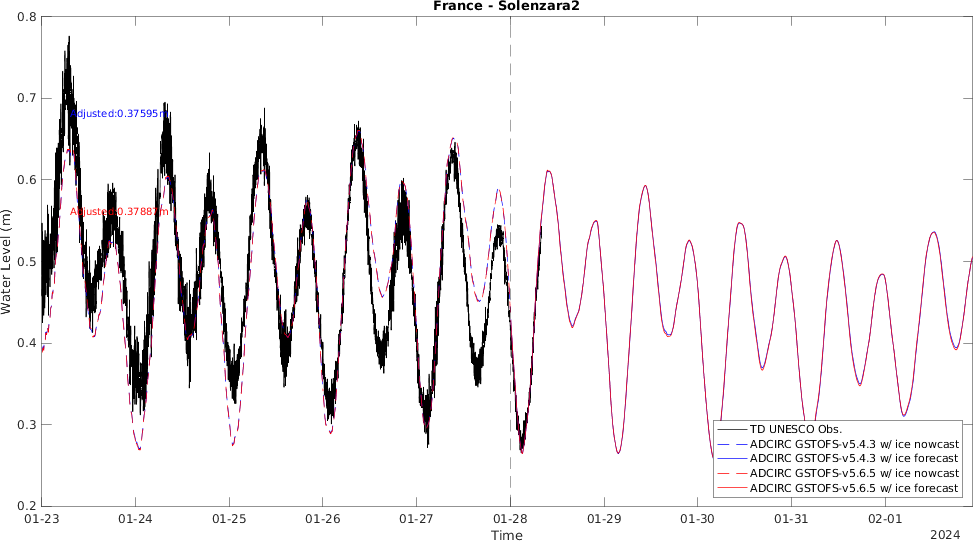 France - Solenzara2
0.8
0.7
0.6
0.5
0.4
0.3
0.2
Water Level (m)
Adjusted:0.37595m
Adjusted:0.37887m
TD UNESCO Obs.
ADCIRC GSTOFS-v5.4.3 w/ ice nowcast
ADCIRC GSTOFS-v5.4.3 w/ ice forecast
ADCIRC GSTOFS-v5.6.5 w/ ice nowcast
ADCIRC GSTOFS-v5.6.5 w/ ice forecast
01-23 01-24 01-25 01-26 01-27 01-28 01-29 01-30 01-31 02-01
Time
2024